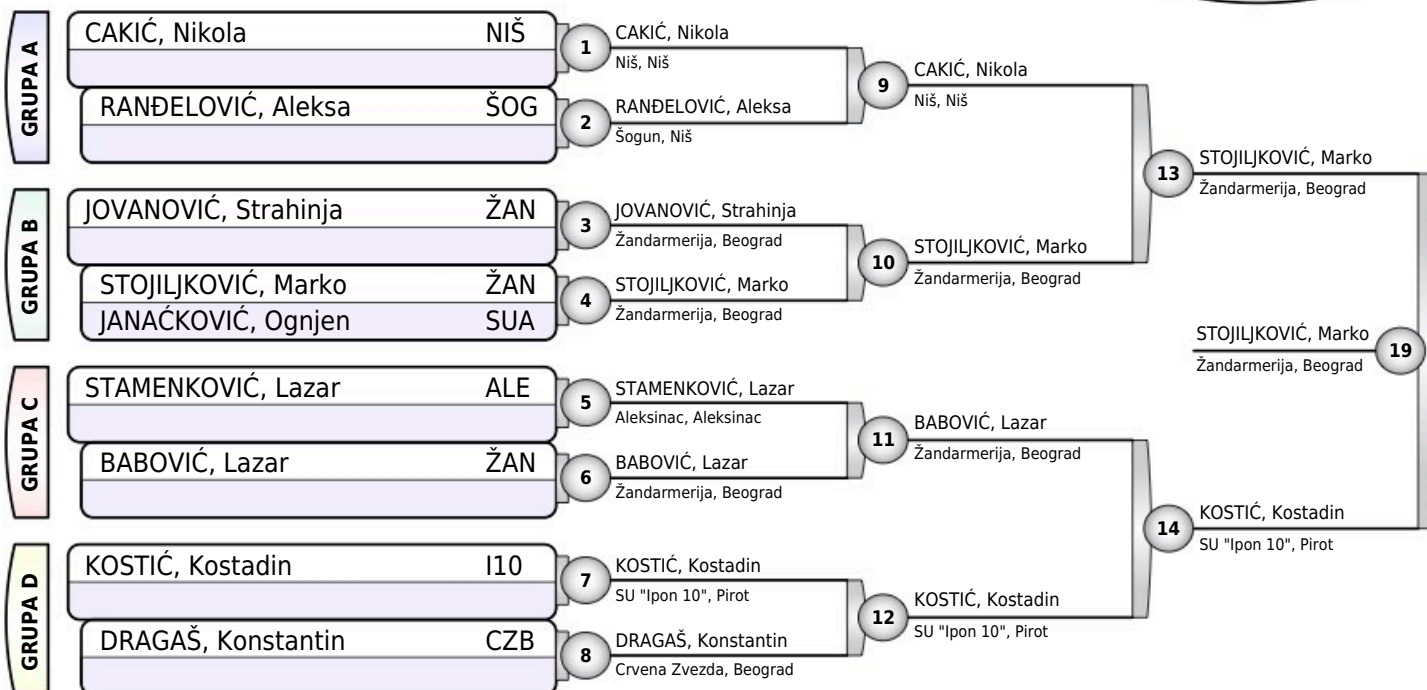 GRUPA A
CAKIĆ, Nikola NIŠ
RANĐELOVIĆ, Aleksa ŠOG
GRUPA B
JOVANOVIĆ, Strahinja ŽAN
STOJILJKOVIĆ, Marko ŽAN
JANAĆKOVIĆ, Ognjen SUA
GRUPA C
STAMENKOVIĆ, Lazar ALE
BABOVIĆ, Lazar ŽAN
GRUPA D
KOSTIĆ, Kostadin I10
DRAGAŠ, Konstantin CZB
1
CAKIĆ, Nikola
Niš, Niš
2
RANĐELOVIĆ, Aleksa
Šogun, Niš
3
JOVANOVIĆ, Strahinja
Žandarmerija, Beograd
4
STOJILJKOVIĆ, Marko
Žandarmerija, Beograd
5
STAMENKOVIĆ, Lazar
Aleksinac, Aleksinac
6
BABOVIĆ, Lazar
Žandarmerija, Beograd
7
KOSTIĆ, Kostadin
SU "Ipon 10", Pirot
8
DRAGAŠ, Konstantin
Crvena Zvezda, Beograd
9
CAKIĆ, Nikola
Niš, Niš
10
STOJILJKOVIĆ, Marko
Žandarmerija, Beograd
11
BABOVIĆ, Lazar
Žandarmerija, Beograd
12
KOSTIĆ, Kostadin
SU "Ipon 10", Pirot
13
STOJILJKOVIĆ, Marko
Žandarmerija, Beograd
14
KOSTIĆ, Kostadin
SU "Ipon 10", Pirot
STOJILJKOVIĆ, Marko
Žandarmerija, Beograd
19